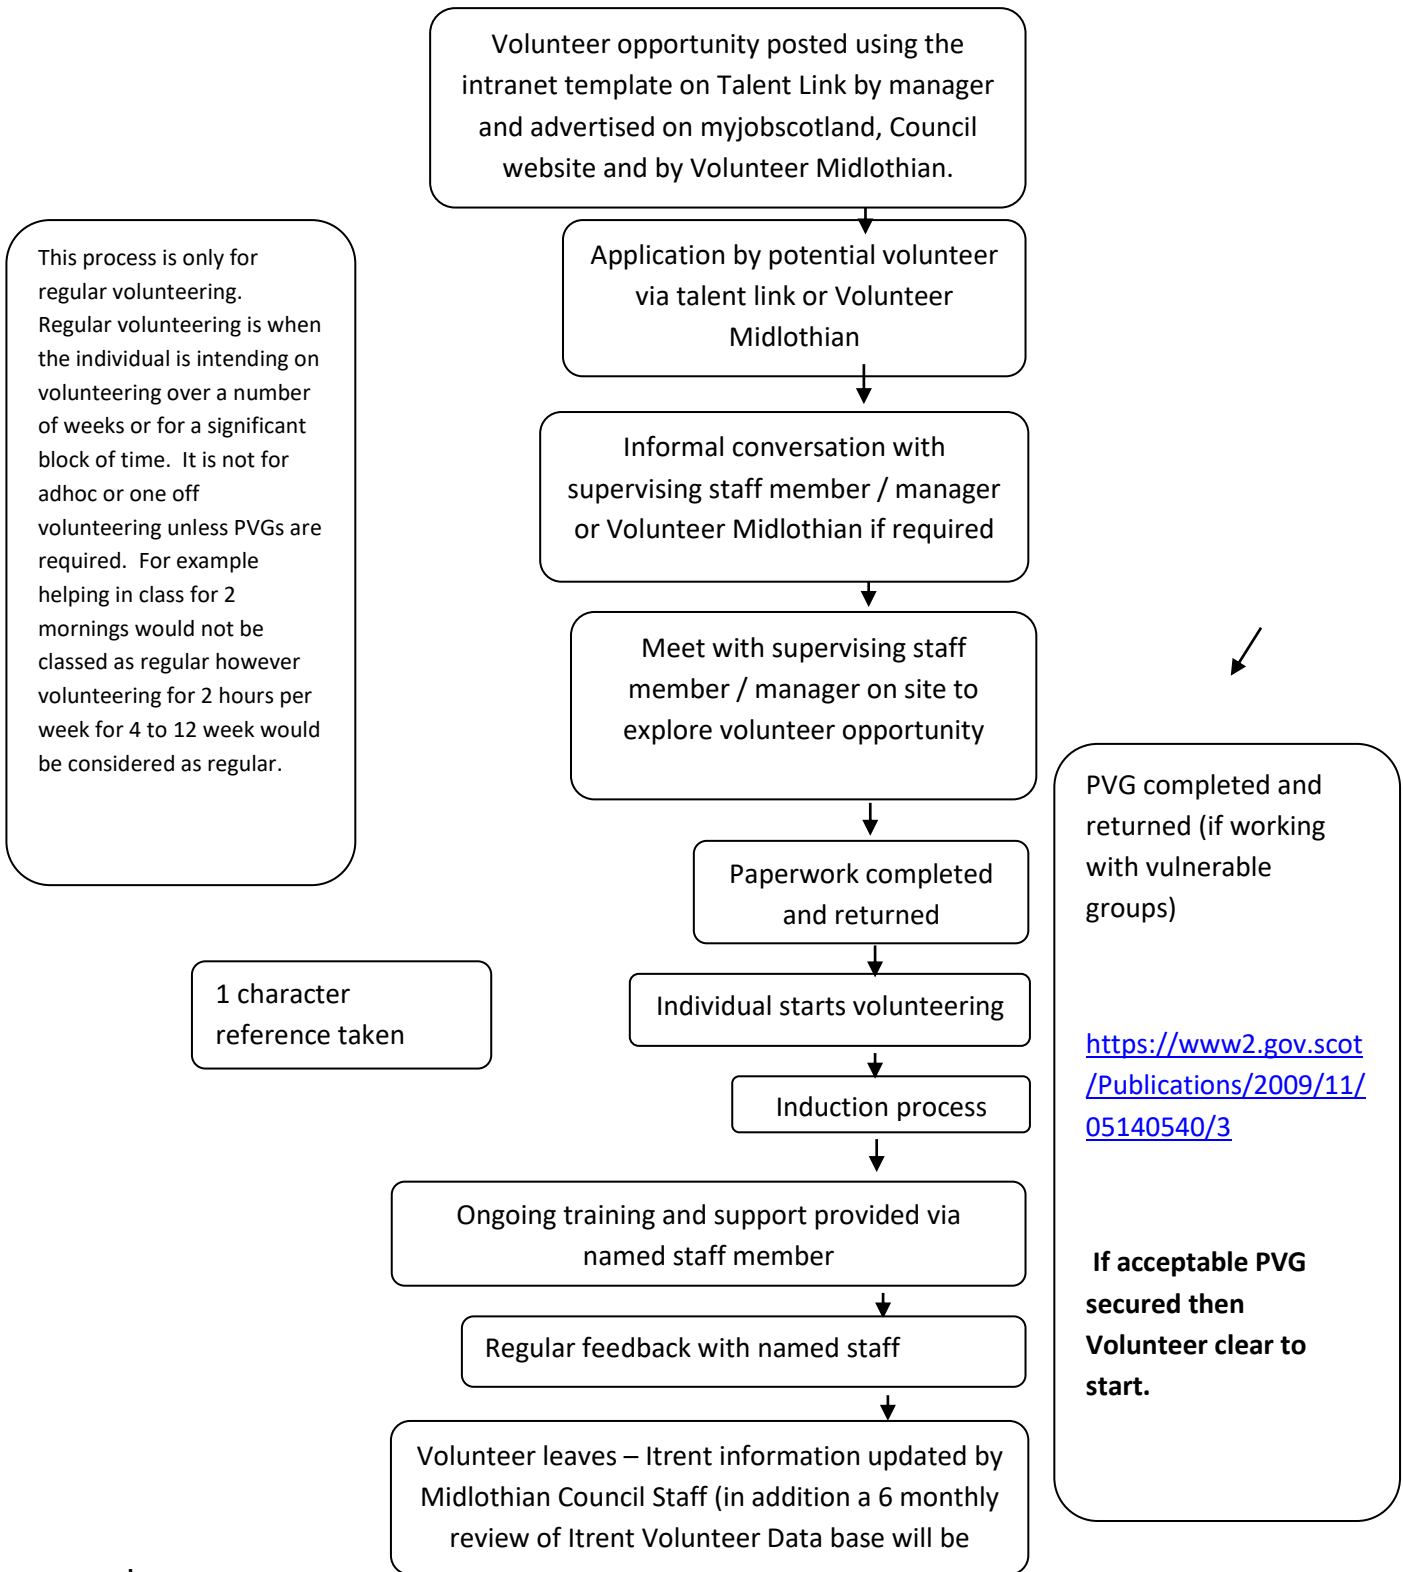 Volunteer opportunity posted using the
intranet template on Talent Link by manager
and advertised on myjobscotland, Council
website and by Volunteer Midlothian.
This process is only for
regular volunteering.
Regular volunteering is when
the individual is intending on
volunteering over a number
of weeks or for a significant
block of time.  It is not for
adhoc or one off
volunteering unless PVGs are
required.  For example
helping in class for 2
mornings would not be
classed as regular however
volunteering for 2 hours per
week for 4 to 12 week would
be considered as regular.
Application by potential volunteer
via talent link or Volunteer
Midlothian
Informal conversation with
supervising staff member / manager
or Volunteer Midlothian if required
Meet with supervising staff
member / manager on site to
explore volunteer opportunity
Paperwork completed
and returned
1 character
reference taken
Individual starts volunteering
Induction process
Ongoing training and support provided via
named staff member
Regular feedback with named staff
Volunteer leaves – Itrent information updated by
Midlothian Council Staff (in addition a 6 monthly
review of Itrent Volunteer Data base will be
PVG completed and
returned (if working
with vulnerable
groups)
https://www2.gov.scot
/Publications/2009/11/
05140540/3
If acceptable PVG
secured then
Volunteer clear to
start.